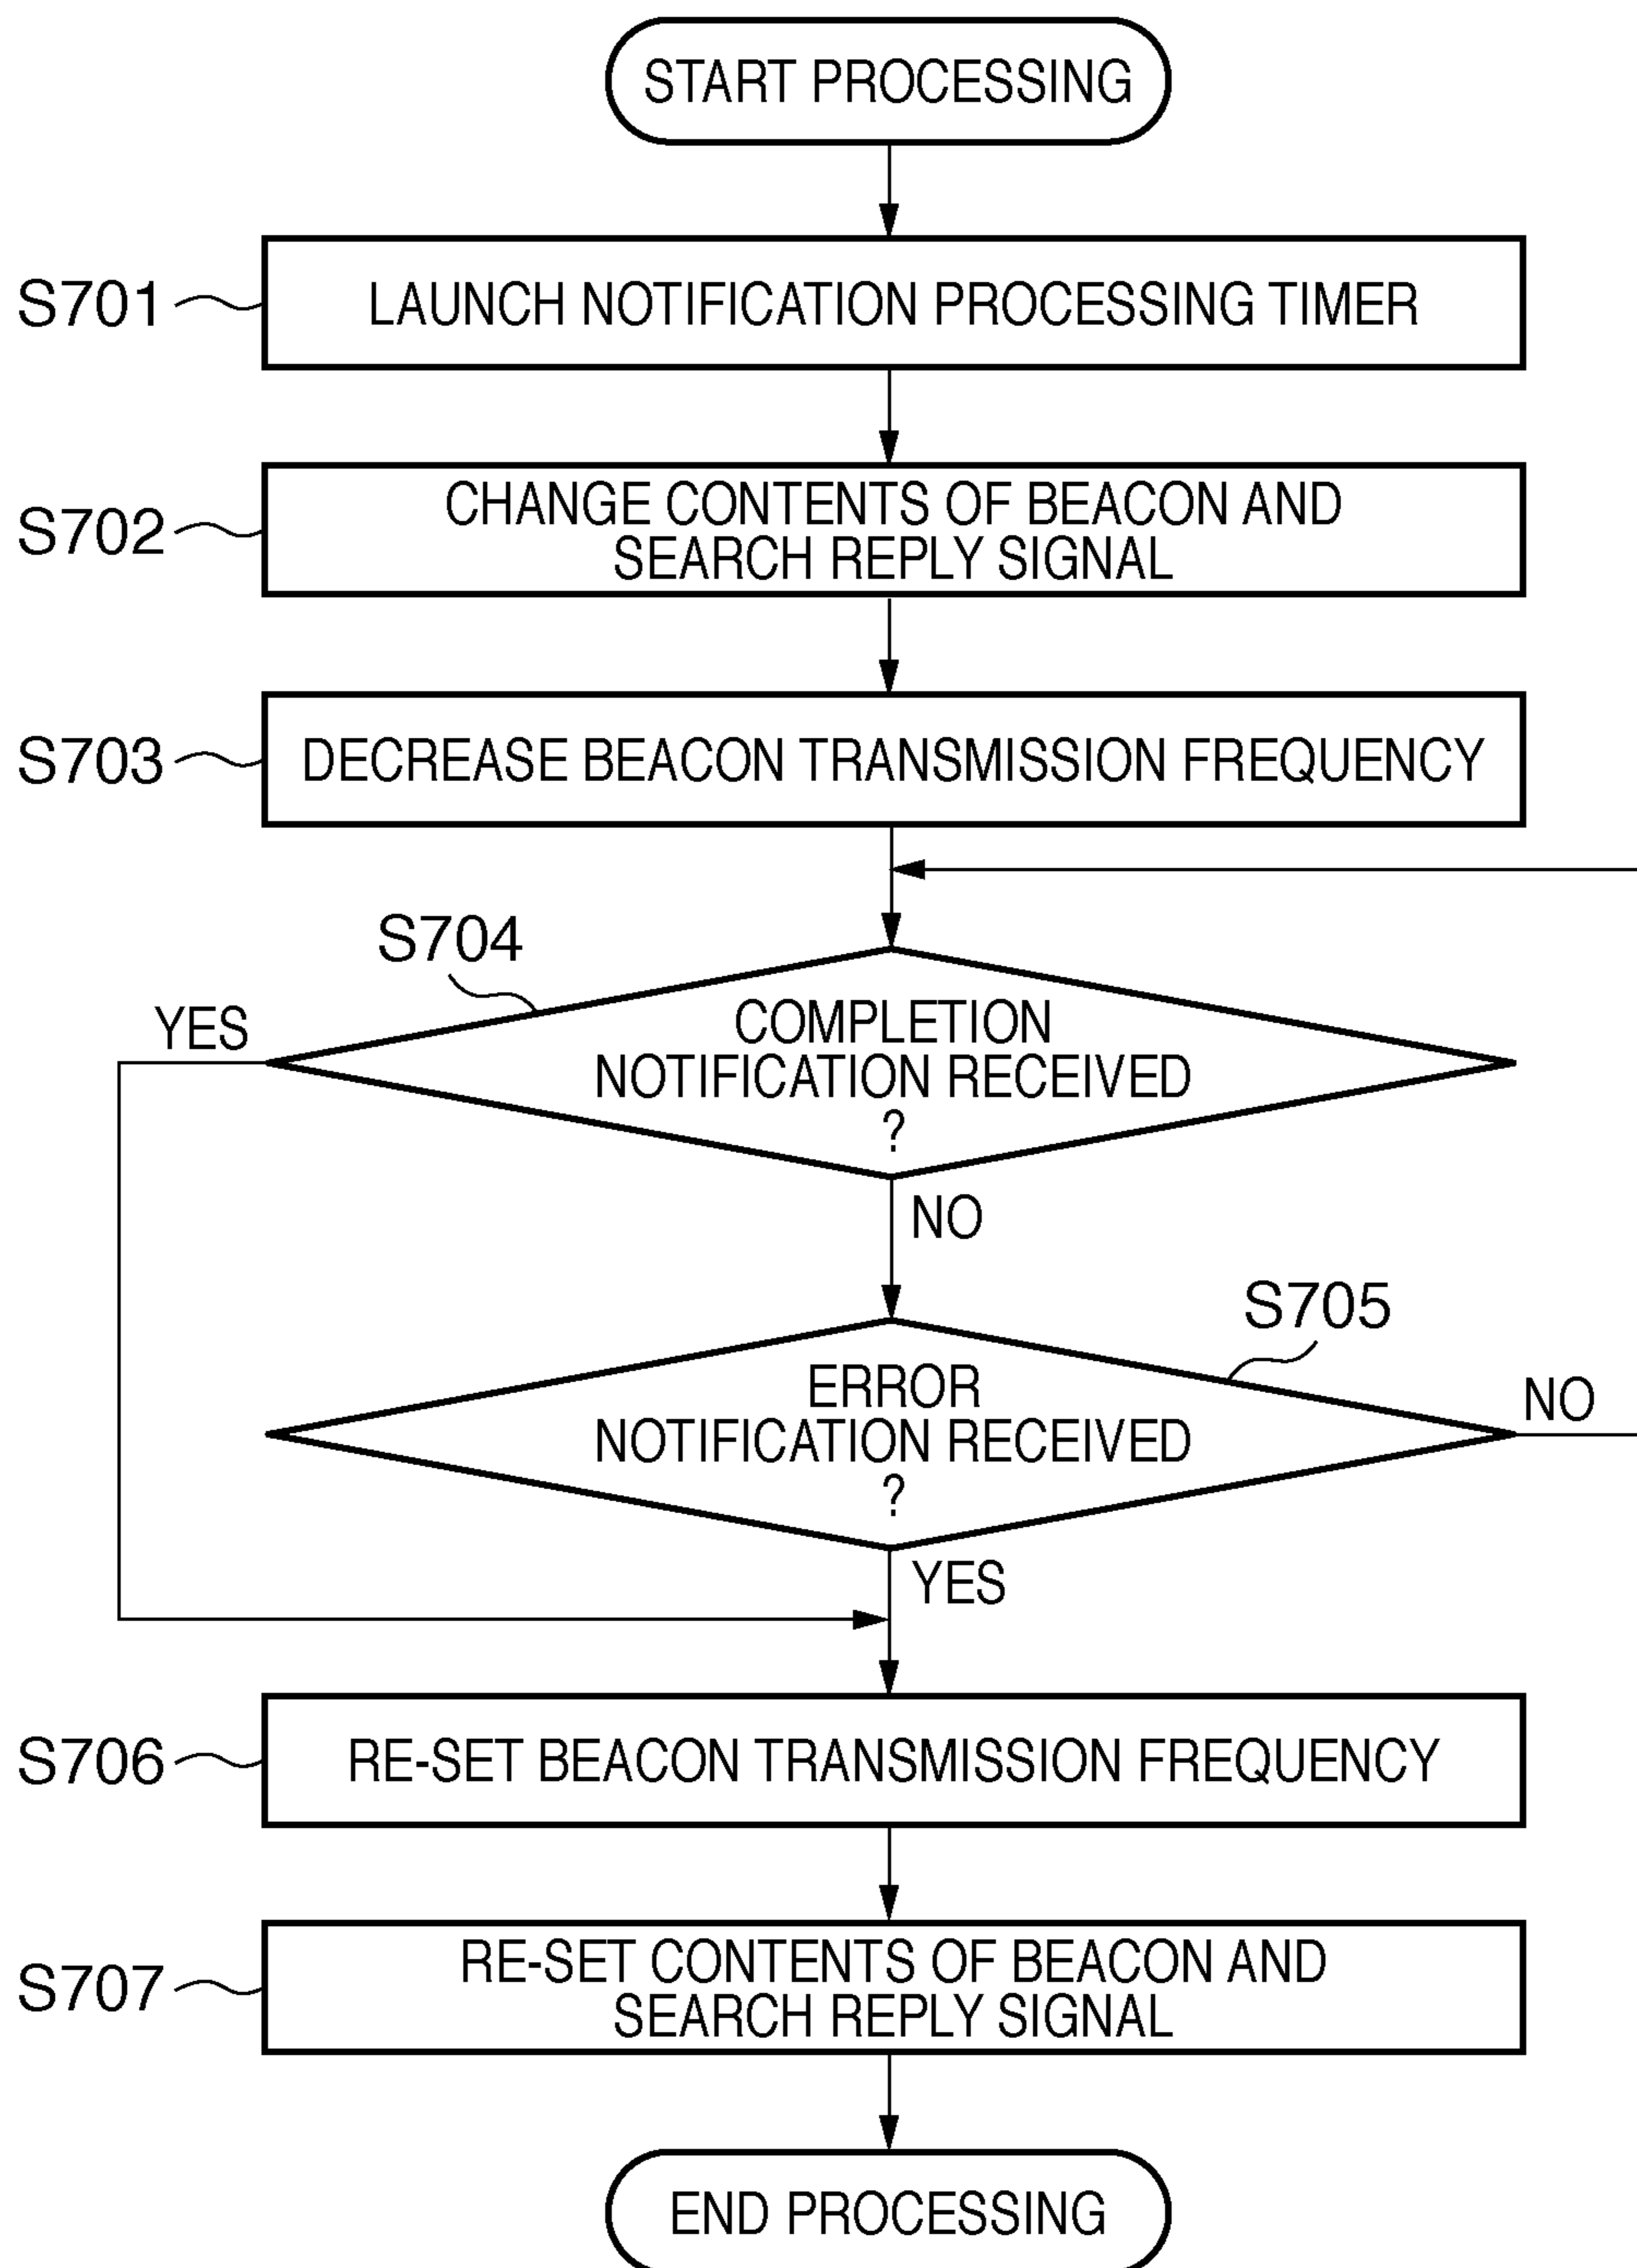 START PROCESSING
S701
LAUNCH NOTIFICATION PROCESSING TIMER
S702
CHANGE CONTENTS OF BEACON AND
SEARCH REPLY SIGNAL
S703
DECREASE BEACON TRANSMISSION FREQUENCY
S704
YES
COMPLETION
NOTIFICATION RECEIVED
?
NO
S705
ERROR
NOTIFICATION RECEIVED
?
NO
YES
S706
RE-SET BEACON TRANSMISSION FREQUENCY
S707
RE-SET CONTENTS OF BEACON AND
SEARCH REPLY SIGNAL
END PROCESSING